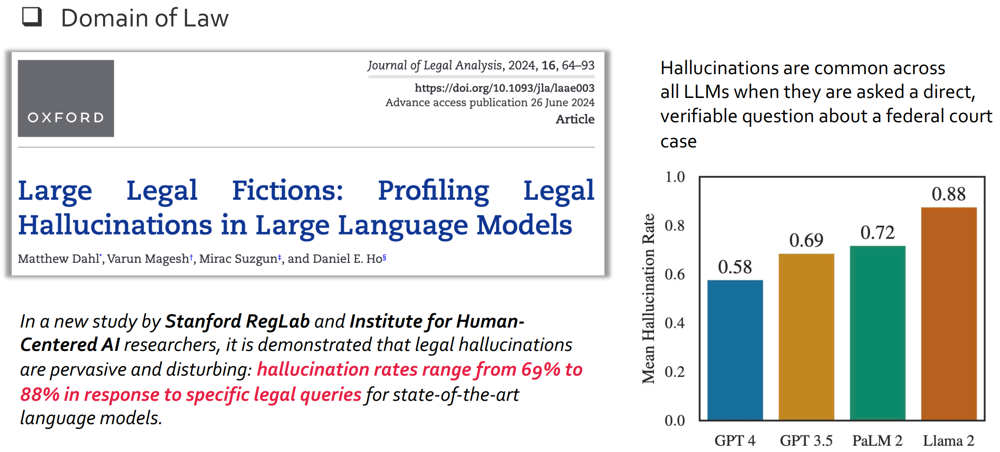 Domain of Law
OXFORD
Journal of Legal Analysis, 2024, 16, 64–93
https://doi.org/10.1093/jla/laae003
Advance access publication 26 June 2024
Article
Large Legal Fictions: Profiling Legal
Hallucinations in Large Language Models
Matthew Dahl*, Varun Magesh†, Mirac Suzgun‡, and Daniel E. Ho§
In a new study by Stanford RegLab and Institute for Human-
Centered AI researchers, it is demonstrated that legal hallucinations
are pervasive and disturbing: hallucination rates range from 69% to
88% in response to specific legal queries for state-of-the-art
language models.
Hallucinations are common across
all LLMs when they are asked a direct,
verifiable question about a federal court
case
Mean Hallucination Rate
1.0
0.8
0.6
0.4
0.2
0.0
0.58
0.69
0.72
0.88
GPT 4
GPT 3.5
PaLM 2
Llama 2